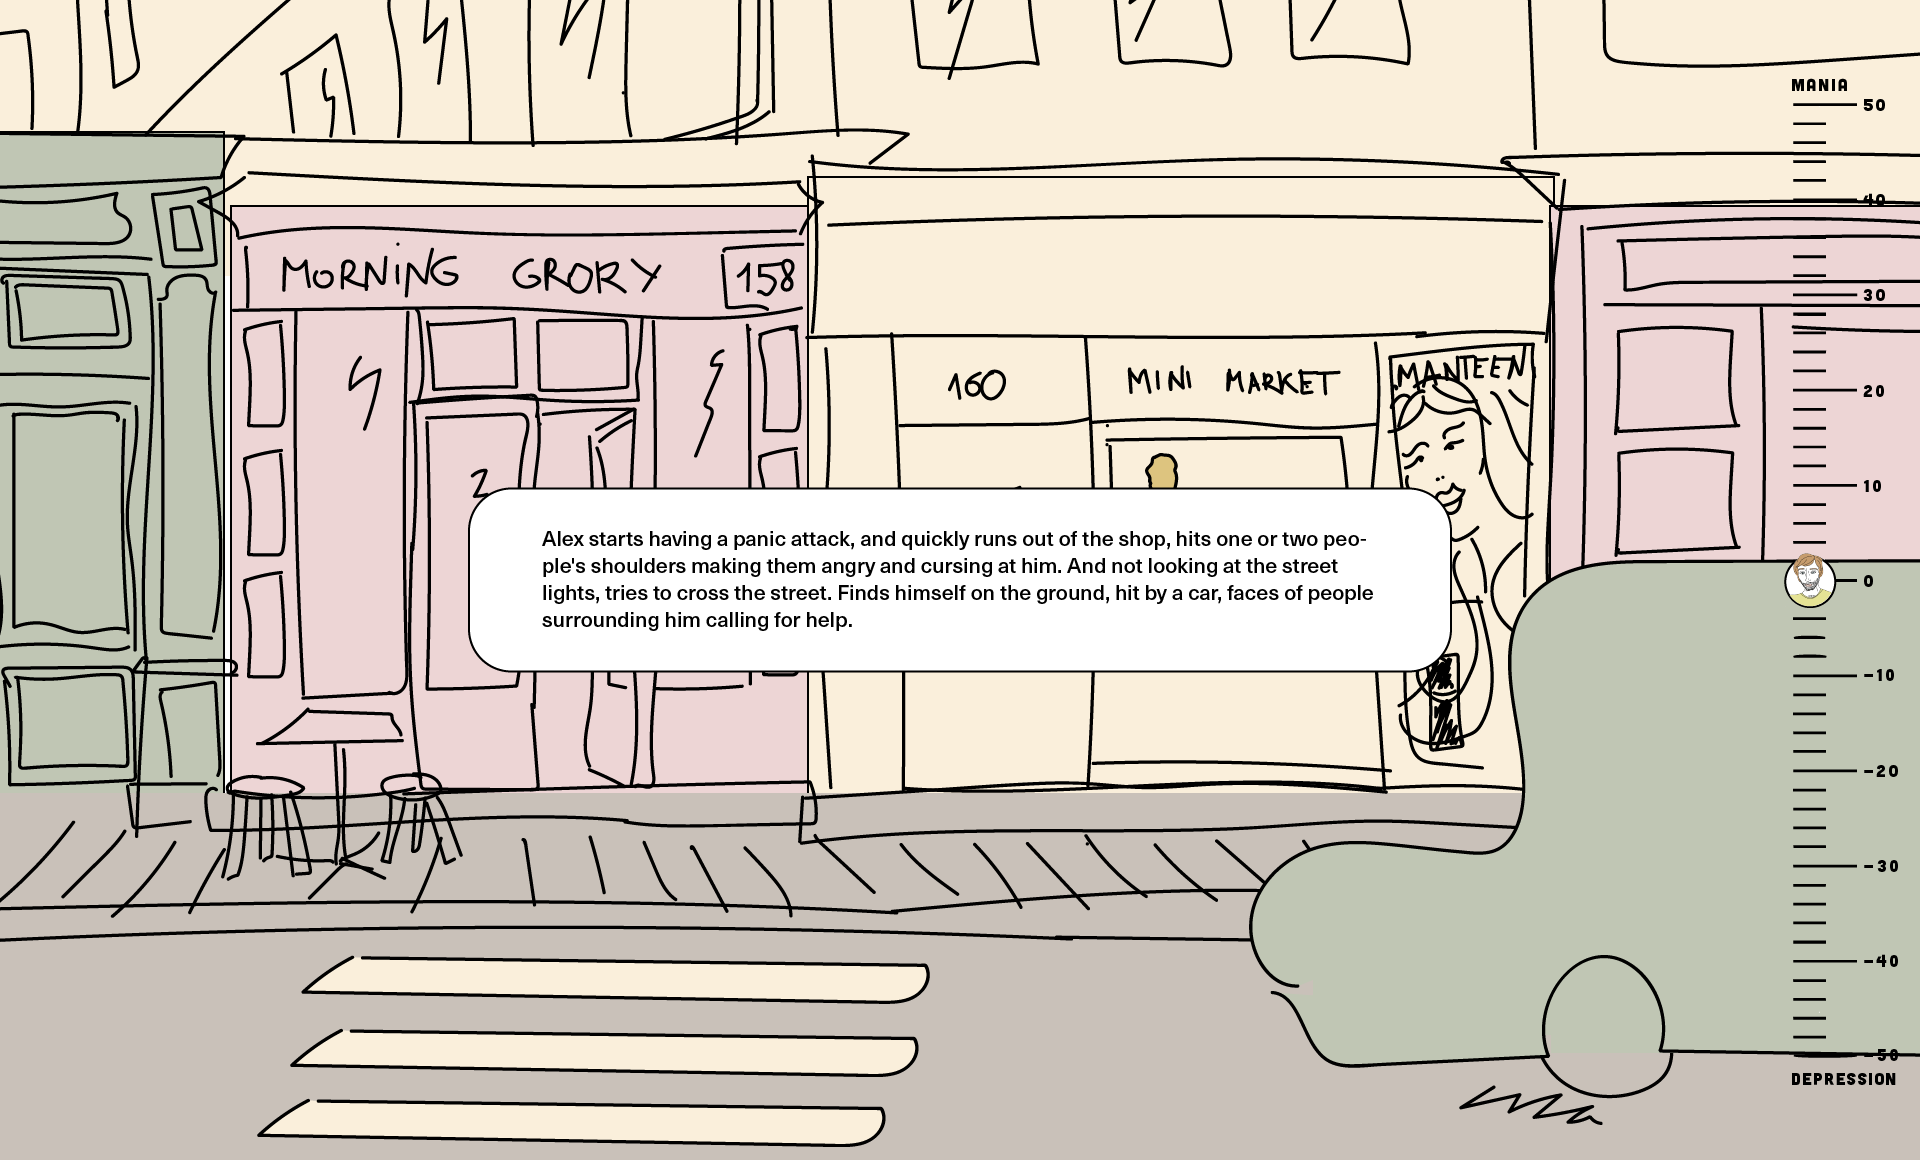 MANIA
50
40
MORNING GRORY 158
30
160 MINI MARKET MANTEEN
20
10
Alex starts having a panic attack, and quickly runs out of the shop, hits one or two peo-
ple's shoulders making them angry and cursing at him. And not looking at the street
lights, tries to cross the street. Finds himself on the ground, hit by a car, faces of people
surrounding him calling for help.
0
-10
-20
-30
-40
-50
DEPRESSION